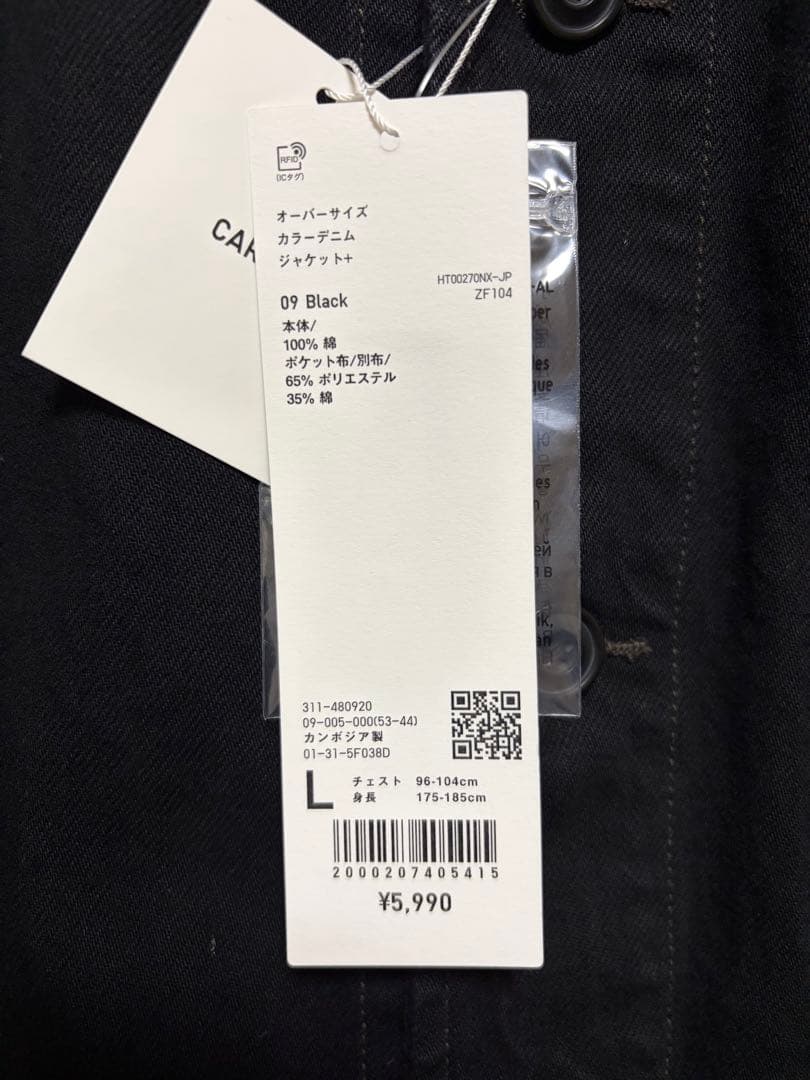 RFID
(ICタグ)
オーバーサイズ
カラーデニム
ジャケット+
HT00270NX-JP
ZF104
09 Black
本体/
100% 綿
ポケット布/別布/
65% ポリエステル
35% 綿
311-480920
09-005-000(53-44)
カンボジア製
01-31-5F038D
L
チェスト 96-104cm
身長 175-185cm
2000207405415
¥5,990